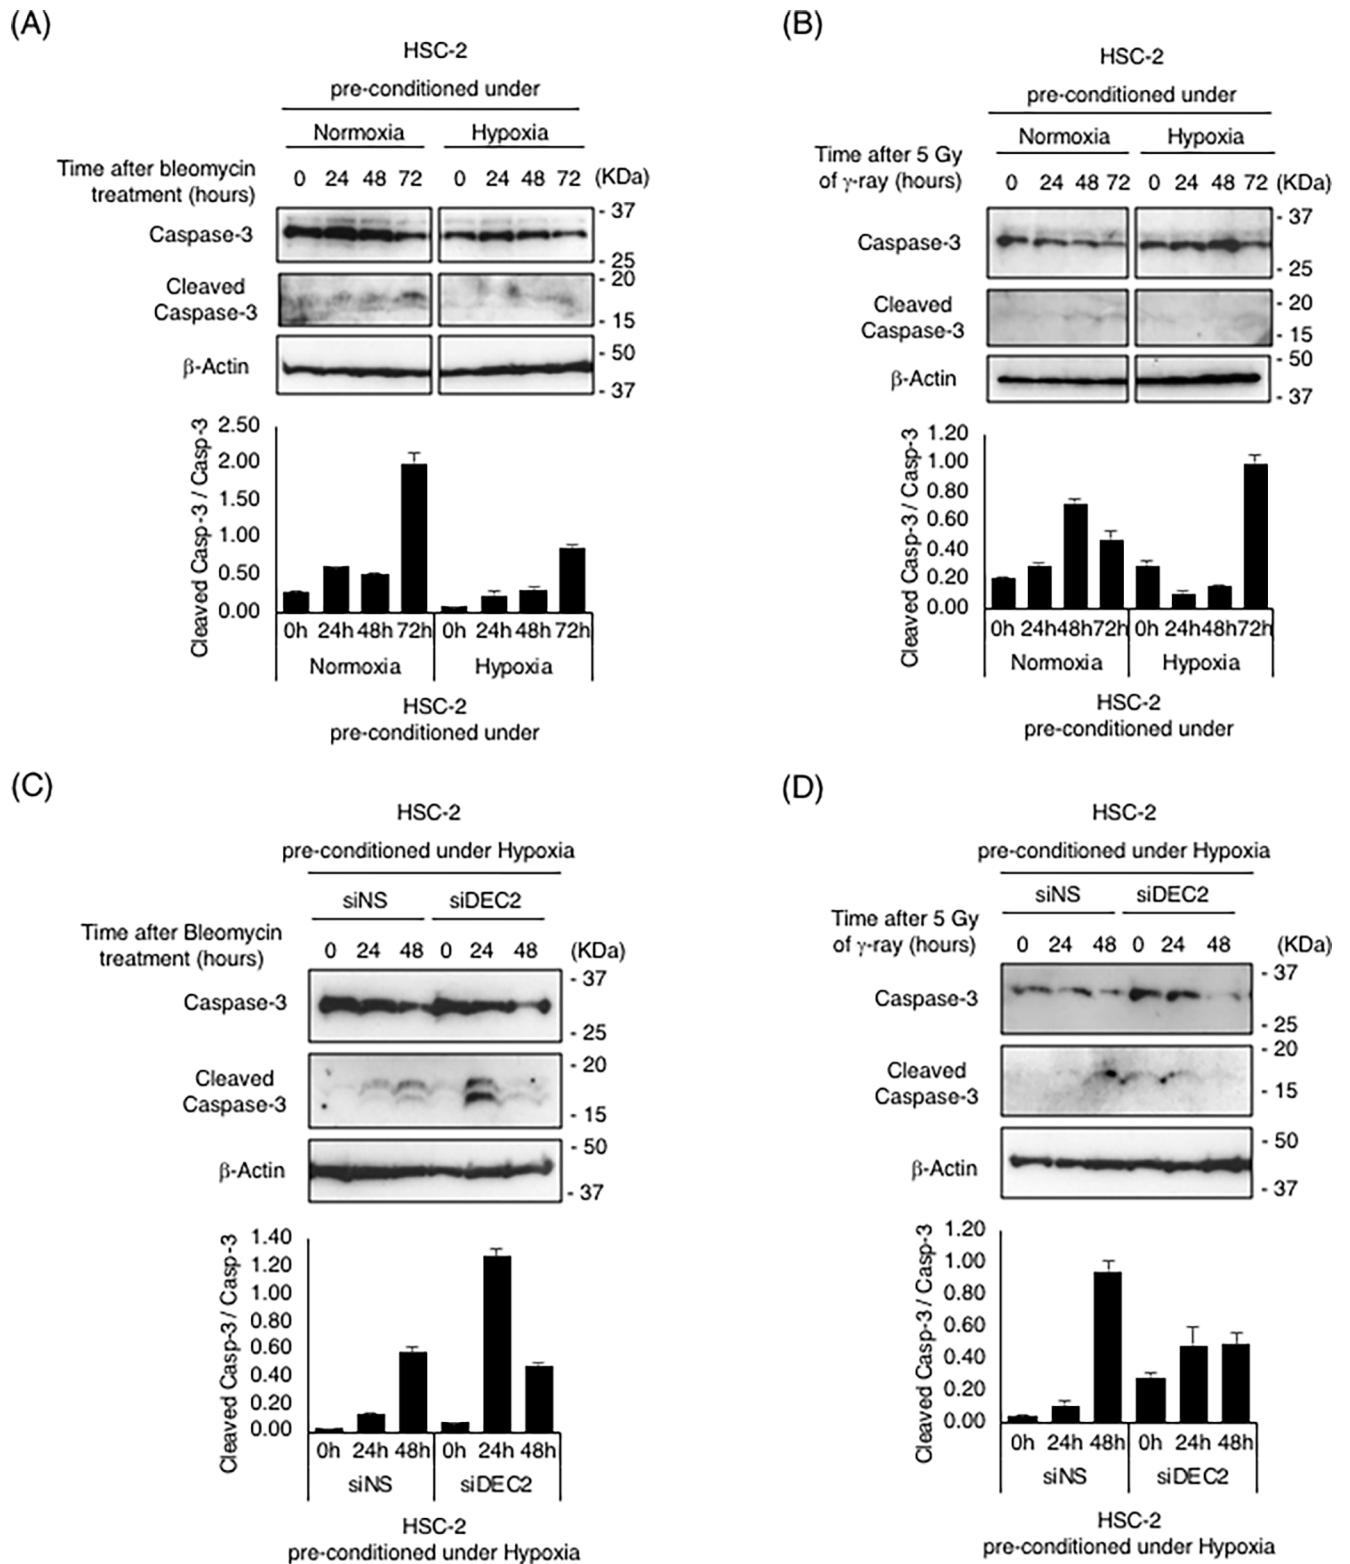 (A)
HSC-2
pre-conditioned under
Normoxia Hypoxia
Time after bleomycin
treatment (hours)
0 24 48 72 0 24 48 72 (KDa)
Caspase-3
- 37
- 25
Cleaved
Caspase-3
- 20
- 15
β-Actin
- 50
- 37
Cleaved Casp-3 / Casp-3
2.50
2.00
1.50
1.00
0.50
0.00
0h 24h 48h 72h 0h 24h 48h 72h
Normoxia Hypoxia
HSC-2
pre-conditioned under
(B)
HSC-2
pre-conditioned under
Normoxia Hypoxia
Time after 5 Gy
of γ-ray (hours)
0 24 48 72 0 24 48 72 (KDa)
Caspase-3
- 37
- 25
Cleaved
Caspase-3
- 20
- 15
β-Actin
- 50
- 37
Cleaved Casp-3 / Casp-3
1.20
1.00
0.80
0.60
0.40
0.20
0.00
0h 24h 48h 72h 0h 24h 48h 72h
Normoxia Hypoxia
HSC-2
pre-conditioned under
(C)
HSC-2
pre-conditioned under Hypoxia
siNS siDEC2
Time after Bleomycin
treatment (hours)
0 24 48 0 24 48 (KDa)
Caspase-3
- 37
- 25
Cleaved
Caspase-3
- 20
- 15
β-Actin
- 50
- 37
Cleaved Casp-3 / Casp-3
1.40
1.20
1.00
0.80
0.60
0.40
0.20
0.00
0h 24h 48h 0h 24h 48h
siNS siDEC2
HSC-2
pre-conditioned under Hypoxia
(D)
HSC-2
pre-conditioned under Hypoxia
siNS siDEC2
Time after 5 Gy
of γ-ray (hours)
0 24 48 0 24 48 (KDa)
Caspase-3
- 37
- 25
Cleaved
Caspase-3
- 20
- 15
β-Actin
- 50
- 37
Cleaved Casp-3 / Casp-3
1.20
1.00
0.80
0.60
0.40
0.20
0.00
0h 24h 48h 0h 24h 48h
siNS siDEC2
HSC-2
pre-conditioned under Hypoxia